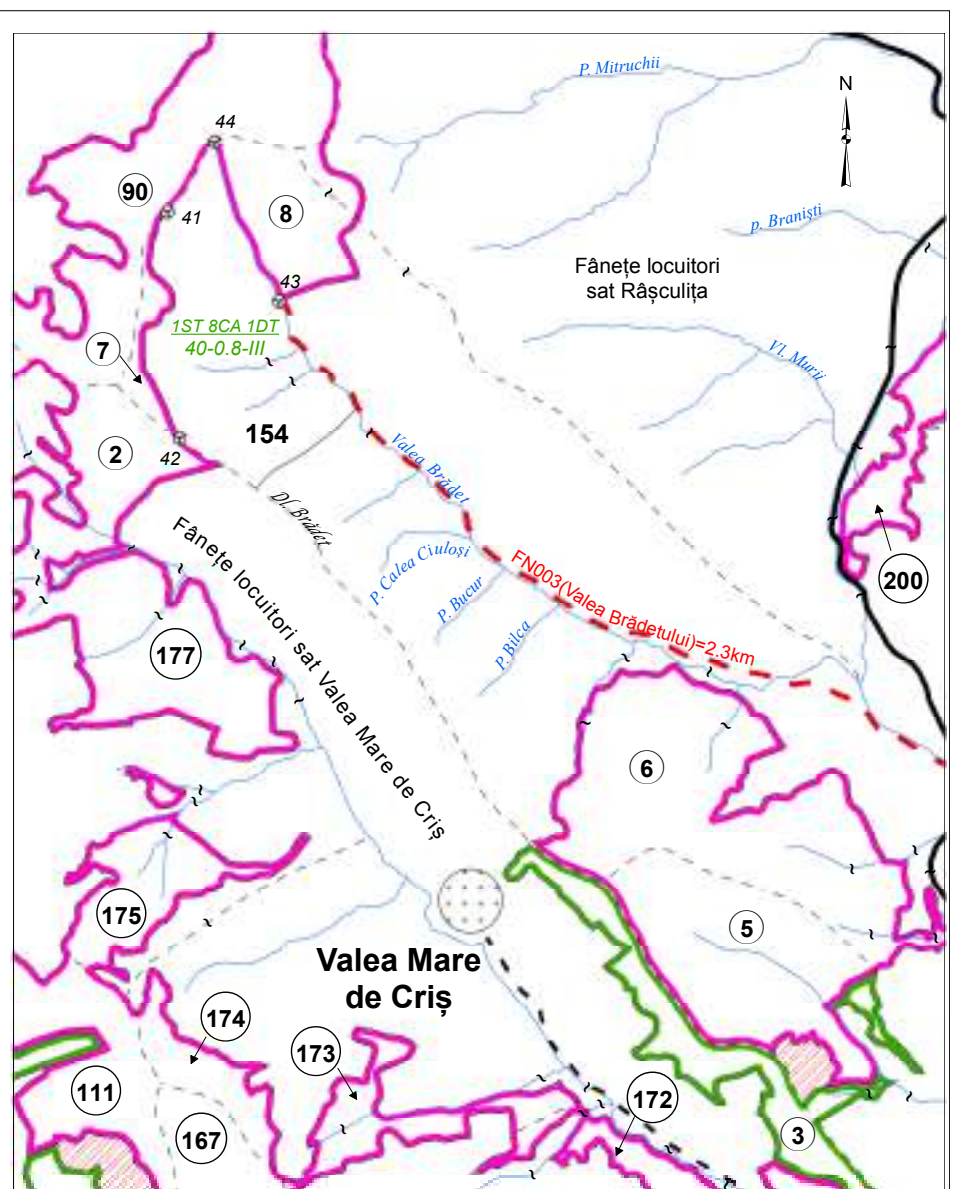 P. Mitruchii
N
44
90
41
8
p. Braniști
Fânețe locuitori
sat Râșculița
43
1ST 8CA 1DT
40-0.8-III
7
Vl. Murii
154
42
2
Valea Brădet
Dl. Brădet
Fânețe locuitori sat Valea Mare de Criș
P. Calea Ciuloși
P. Bucur
P. Bilca
FN003(Valea Brădetului)=2.3km
200
177
6
175
5
Valea Mare
de Criș
174
173
111
172
167
3